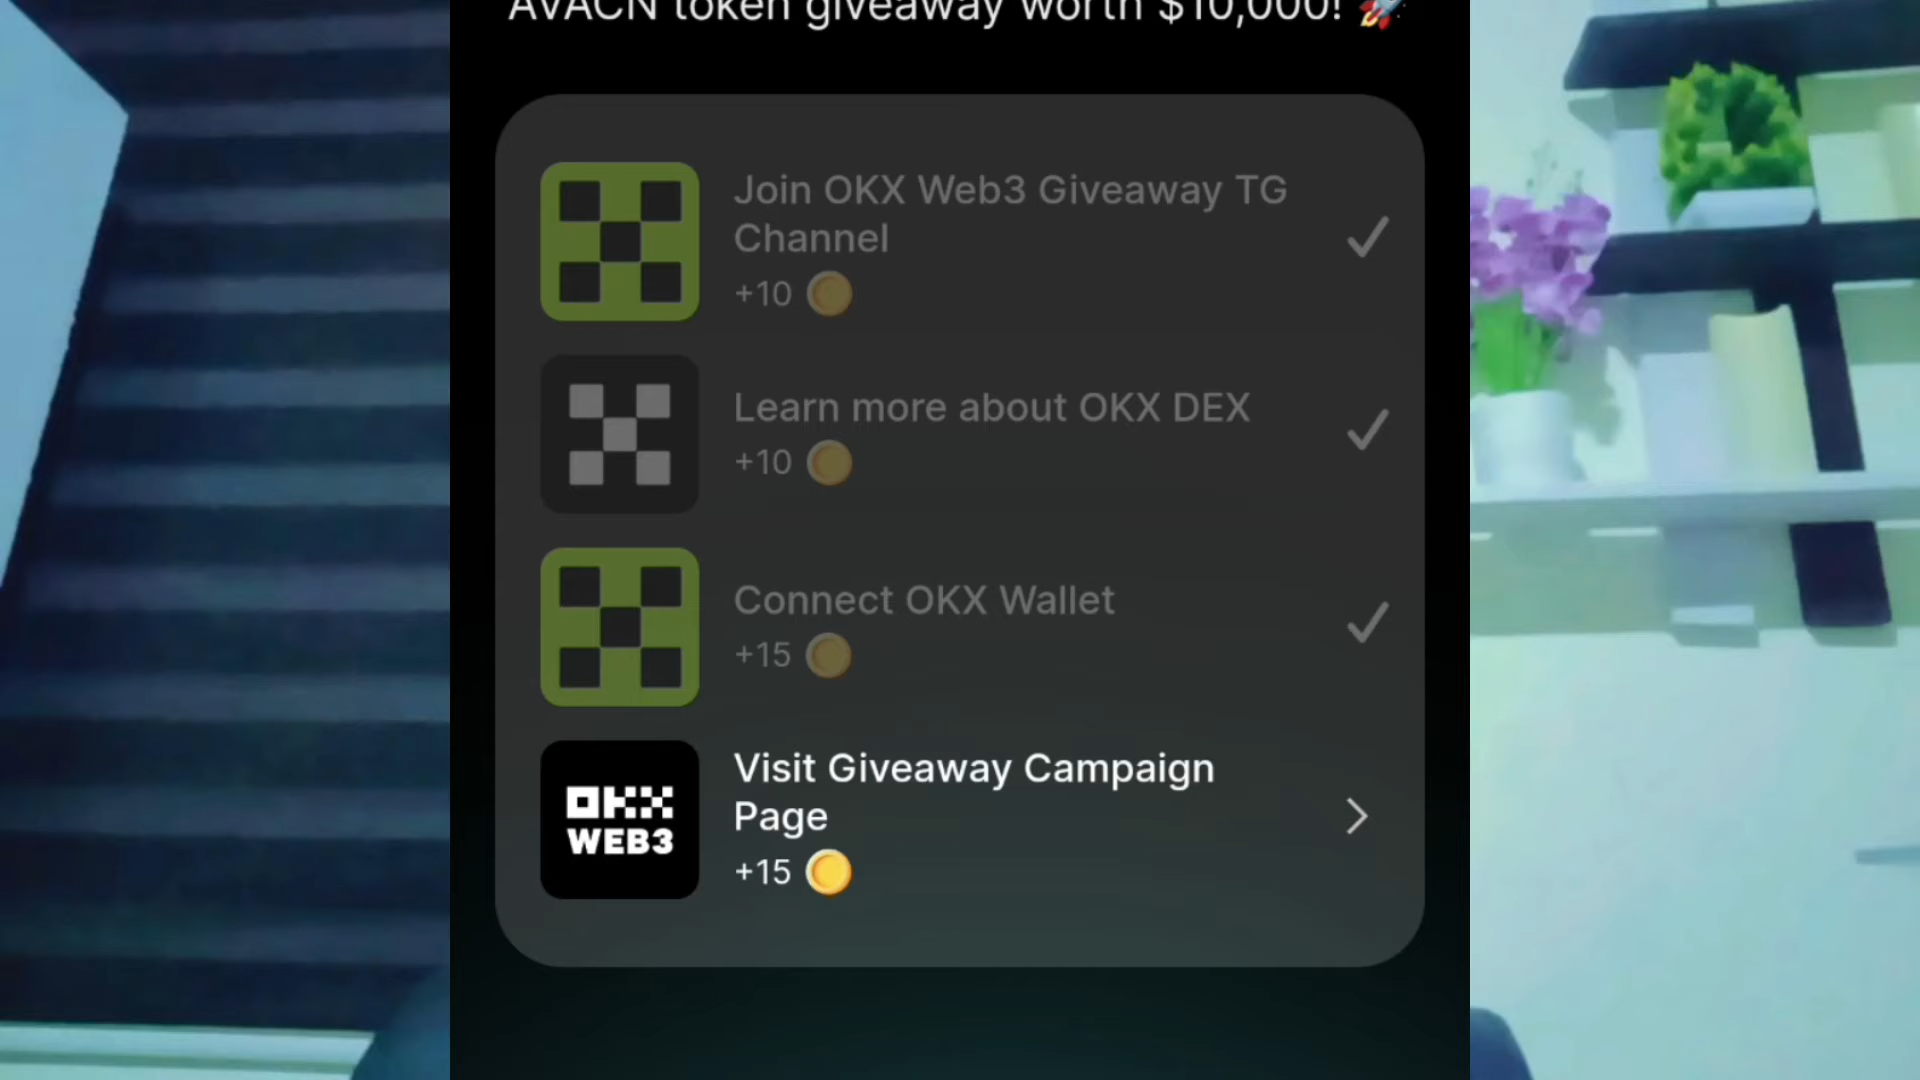 AVACN token giveaway worth $10,000! 🚀
Join OKX Web3 Giveaway TG
Channel
+10
Learn more about OKX DEX
+10
Connect OKX Wallet
+15
OKX
WEB3
Visit Giveaway Campaign
Page
+15